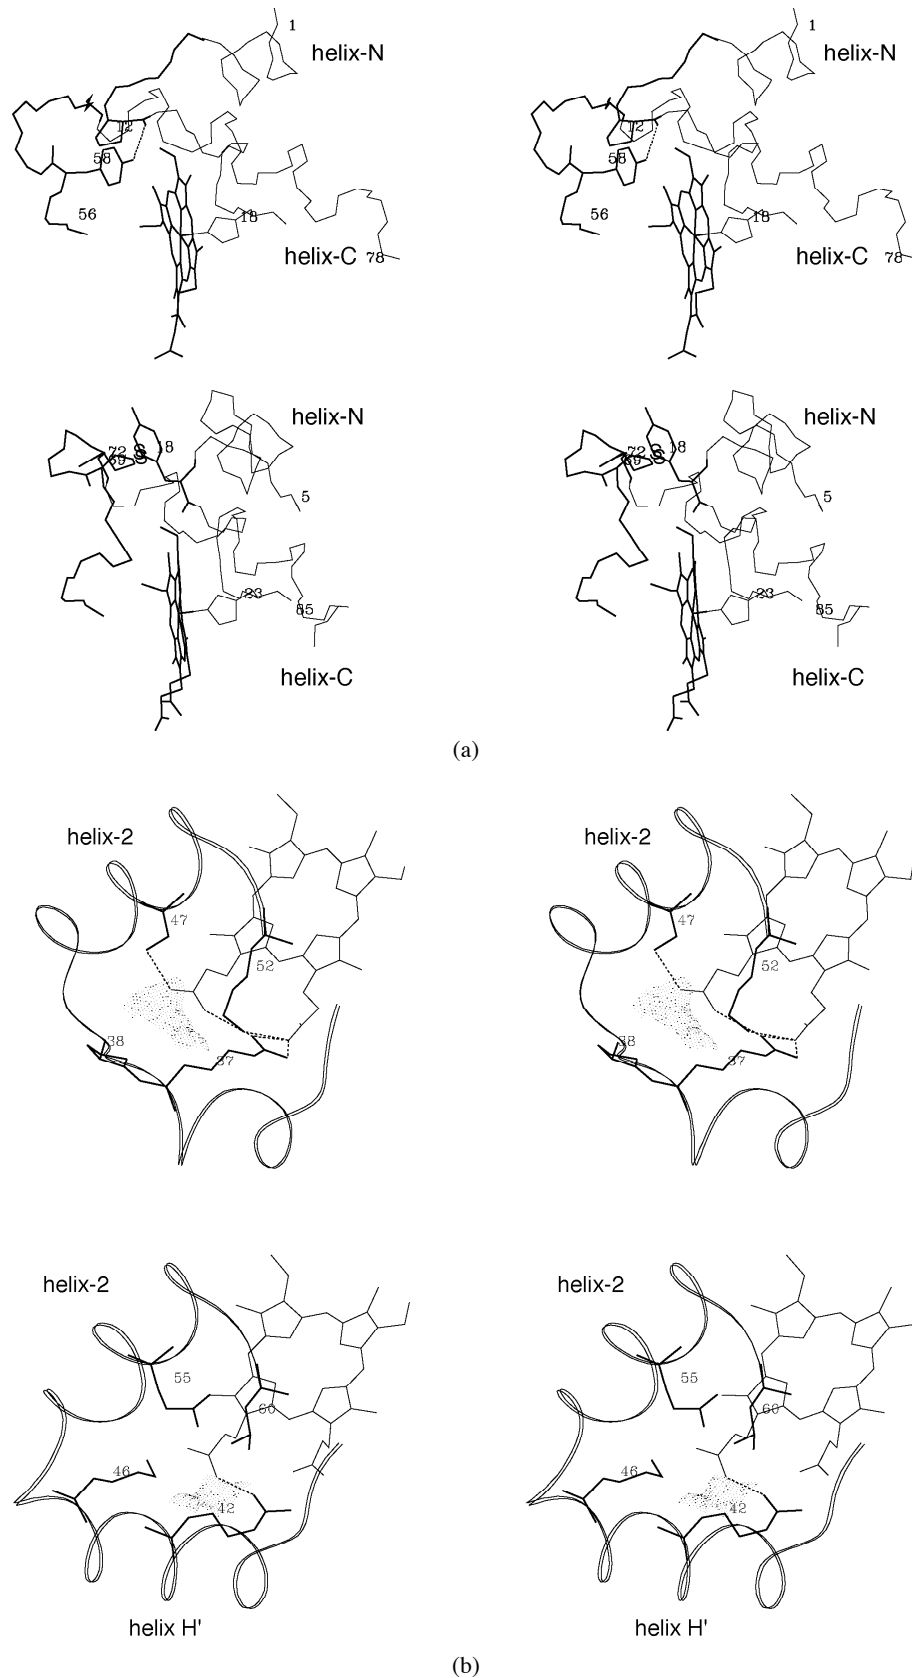 1 1
helix-N helix-N
12 12
58 58
56 56
18 18
helix-C 78 helix-C 78
helix-N helix-N
72 S 18 72 S 18
69 69
5 5
23 23
85 85
helix-C helix-C
(a)
helix-2 helix-2
47 47
52 52
38 38
37 37
helix-2 helix-2
55 55
60 60
46 46
42 42
helix H' helix H'
(b)